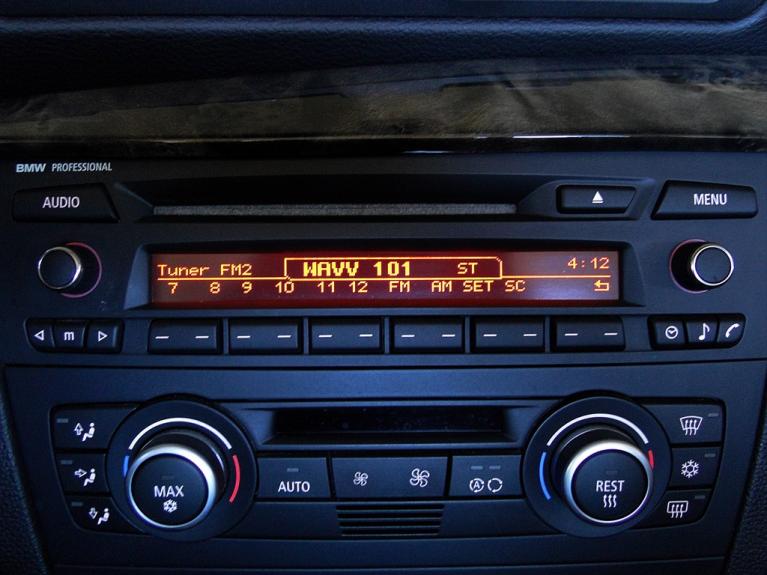 BMW PROFESSIONAL
AUDIO
MENU
Tuner FM2 WAVV 101 ST 4:12
7 8 9 10 11 12 FM AM SET SC
m
MAX
AUTO
A
REST